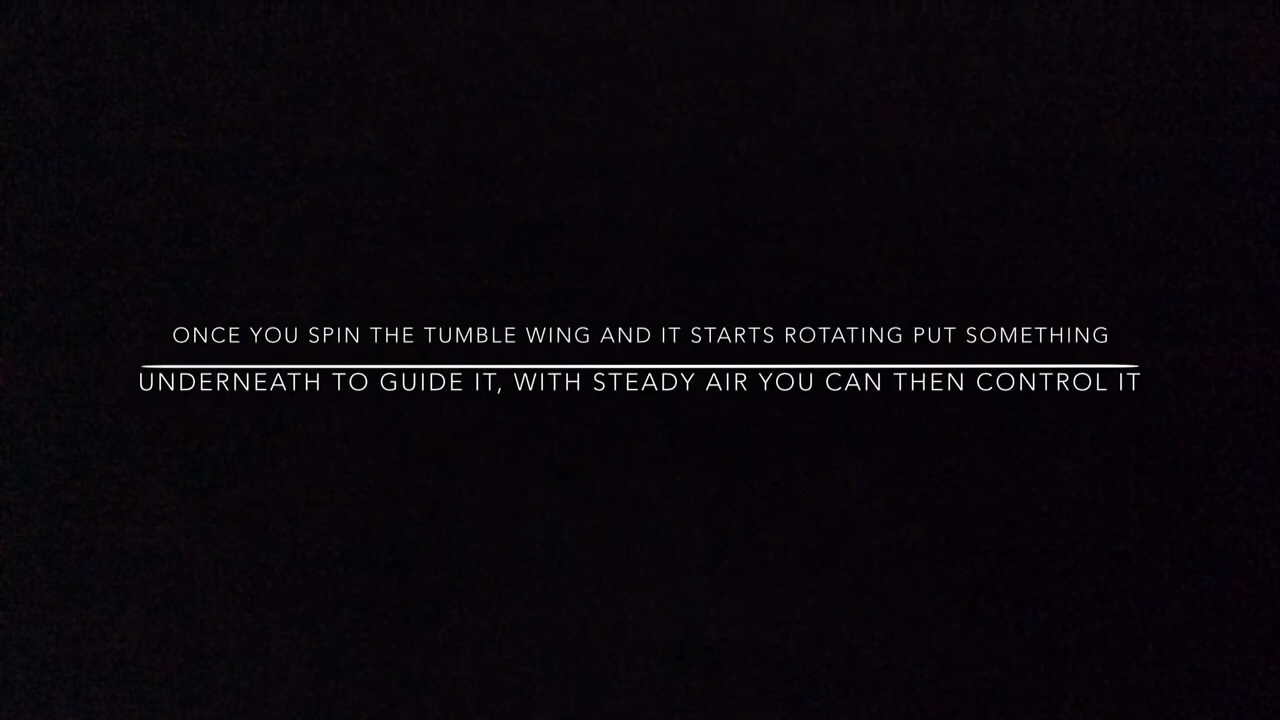 ONCE YOU SPIN THE TUMBLE WING AND IT STARTS ROTATING PUT SOMETHING
UNDERNEATH TO GUIDE IT, WITH STEADY AIR YOU CAN THEN CONTROL IT